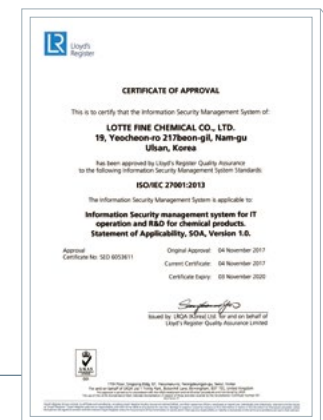 LR
Lloyd's
Register
CERTIFICATE OF APPROVAL
This is to certify that the Information Security Management System of:
LOTTE FINE CHEMICAL CO., LTD.
19, Yeocheon-ro 217beon-gil, Nam-gu
Ulsan, Korea
has been approved by Lloyd's Register Quality Assurance
to the following Information Security Management System Standards:
ISO/IEC 27001:2013
The Information Security Management System is applicable to:
Information Security management system for IT
operation and R&D for chemical products.
Statement of Applicability, SOA, Version 1.0.
Approval
Certificate No: SEO 6053611
Original Approval: 04 November 2017
Current Certificate: 04 November 2017
Certificate Expiry: 03 November 2020
Issued by: LRQA (Korea) Ltd. for and on behalf of
Lloyd's Register Quality Assurance Limited
UKAS